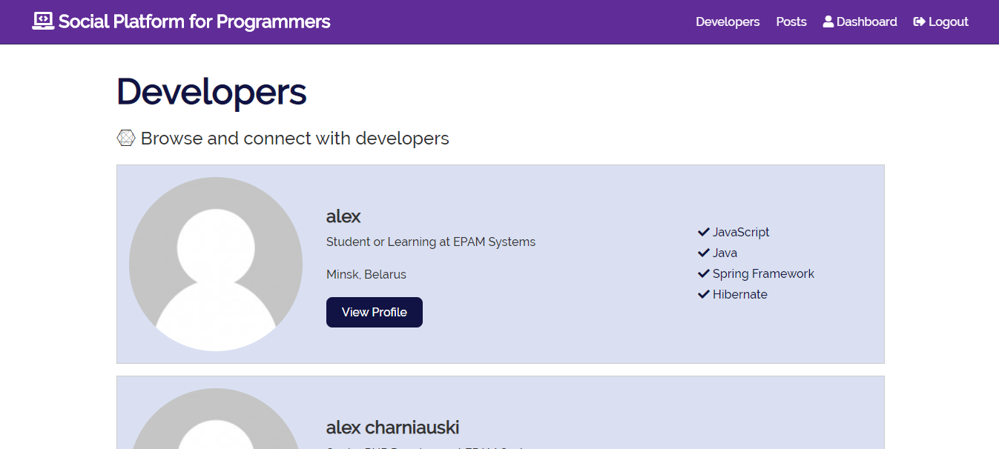 Social Platform for Programmers
Developers Posts Dashboard Logout
Developers
Browse and connect with developers
alex
Student or Learning at EPAM Systems
Minsk, Belarus
View Profile
JavaScript
Java
Spring Framework
Hibernate
alex charniauski